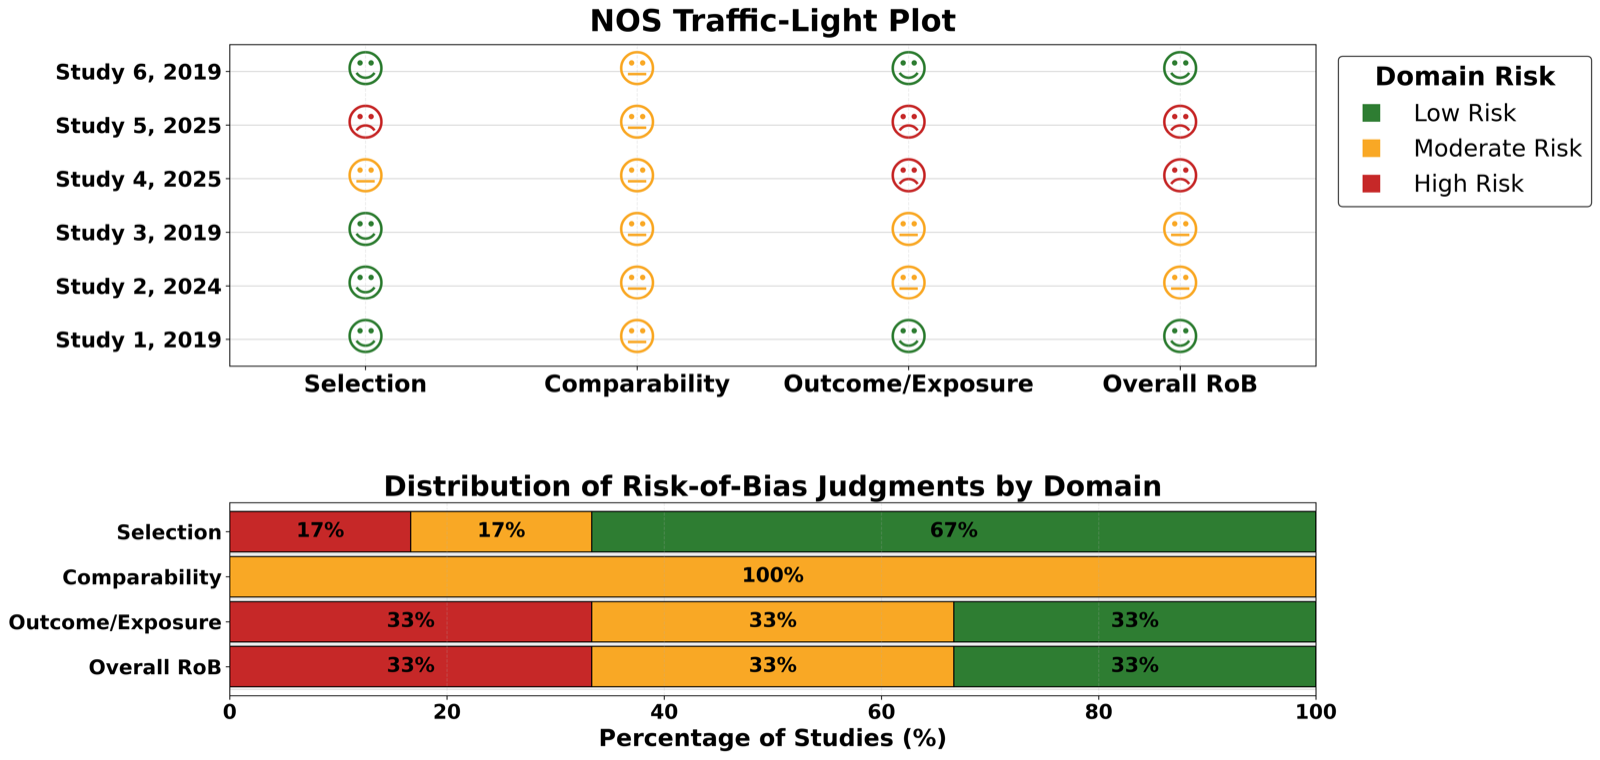 NOS Traffic-Light Plot
Study 6, 2019
Study 5, 2025
Study 4, 2025
Study 3, 2019
Study 2, 2024
Study 1, 2019
Selection Comparability Outcome/Exposure Overall RoB
Domain Risk
Low Risk
Moderate Risk
High Risk
Distribution of Risk-of-Bias Judgments by Domain
Selection 17% 17% 67%
Comparability 100%
Outcome/Exposure 33% 33% 33%
Overall RoB 33% 33% 33%
0 20 40 60 80 100
Percentage of Studies (%)